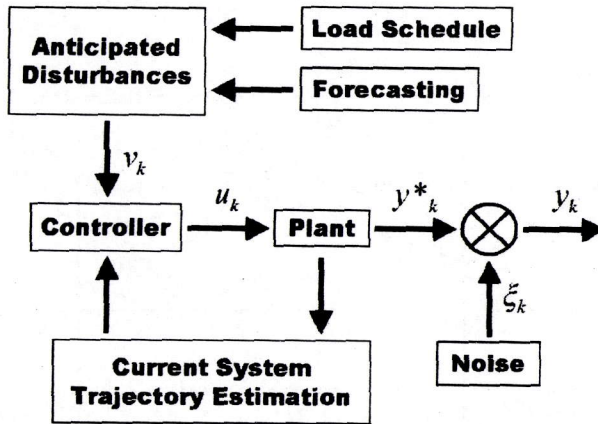 Anticipated
Disturbances
Load Schedule
Forecasting
v_k
Controller
u_k
Plant
y*_k
y_k
ξ_k
Current System
Trajectory Estimation
Noise